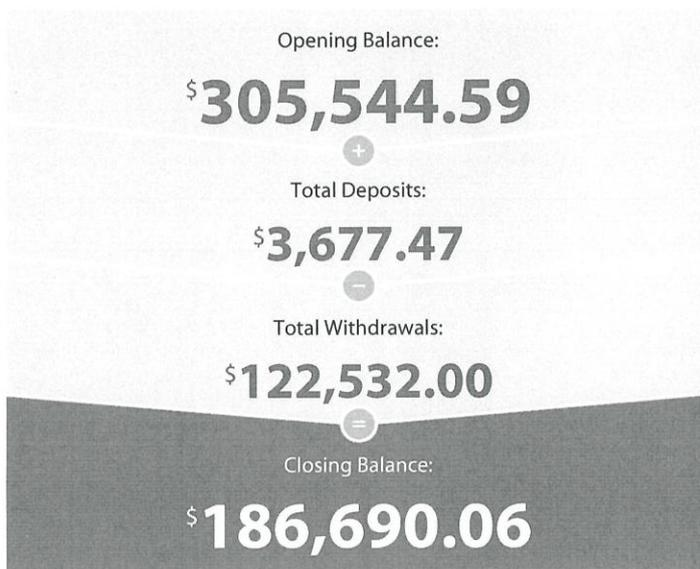 Opening Balance:
$305,544.59
+
Total Deposits:
$3,677.47
−
Total Withdrawals:
$122,532.00
=
Closing Balance:
$186,690.06